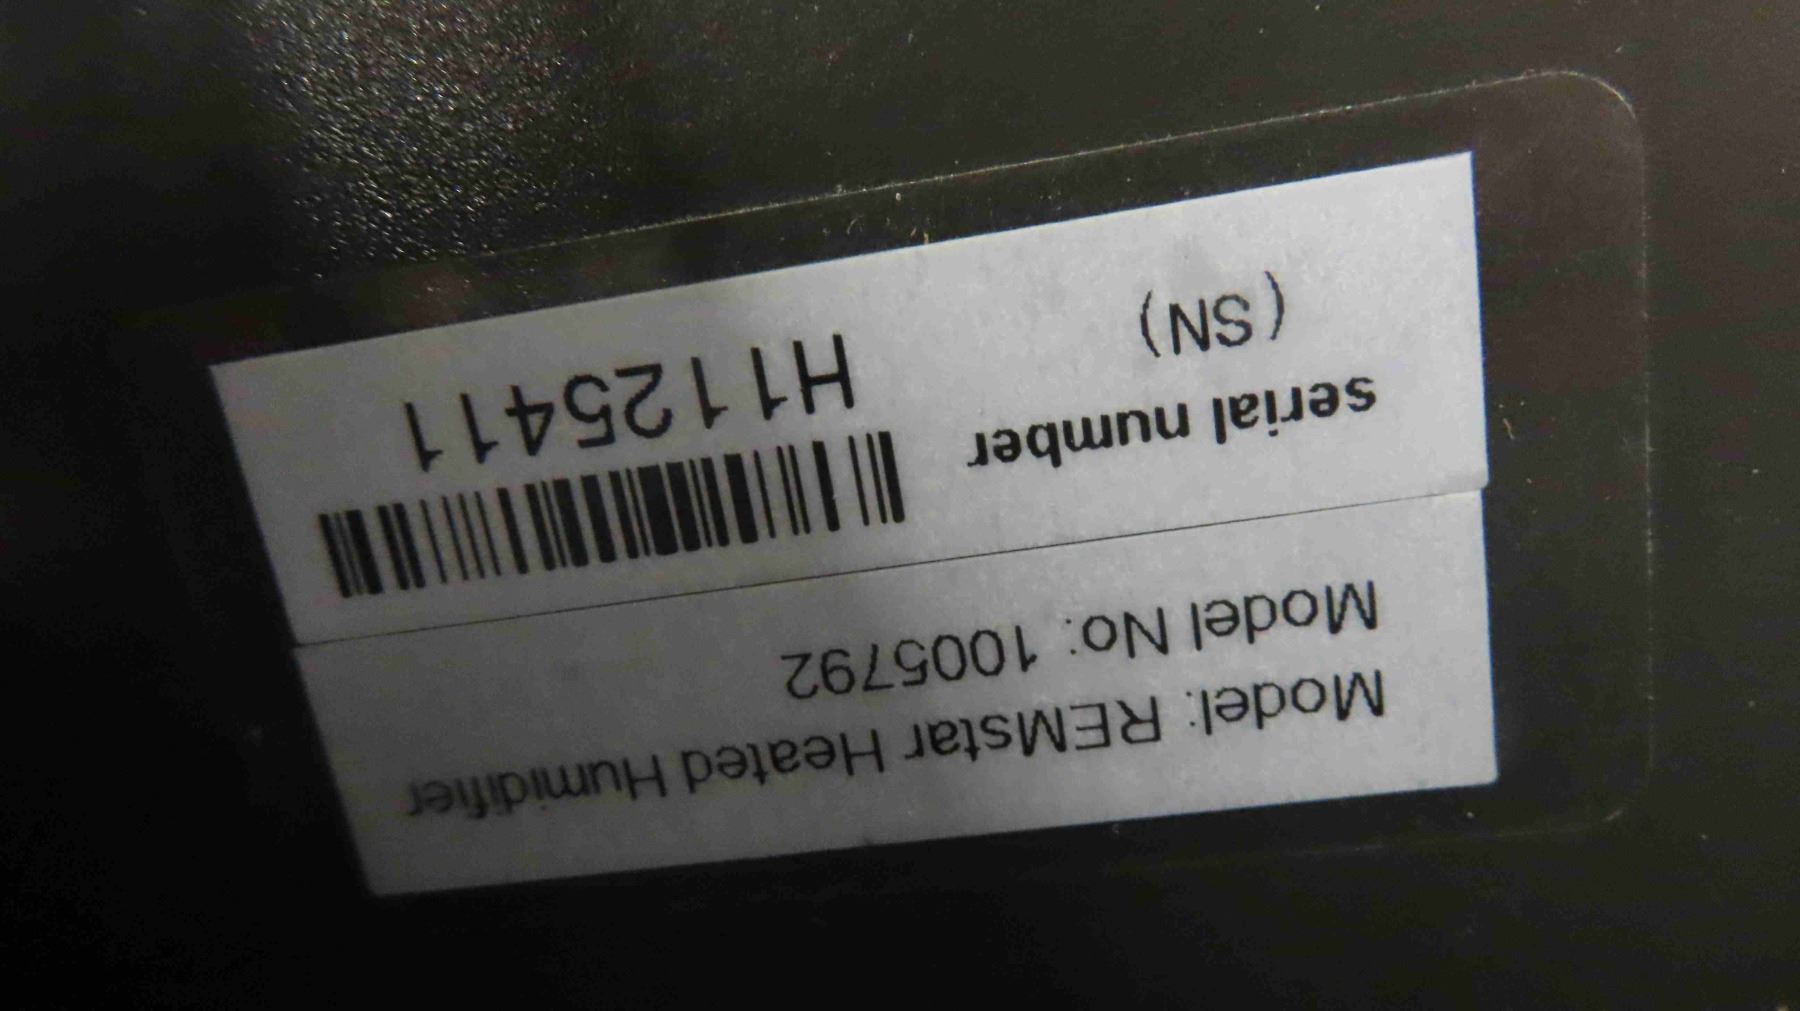 Model: REMstar Heated Humidifier
Model No: 1005792
serial number
(SN)
H1125411